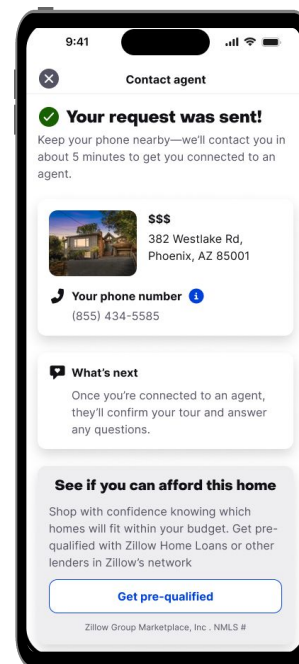 9:41
Contact agent
Your request was sent!
Keep your phone nearby—we'll contact you in
about 5 minutes to get you connected to an
agent.
$$$
382 Westlake Rd,
Phoenix, AZ 85001
Your phone number
(855) 434-5585
What's next
Once you're connected to an agent,
they'll confirm your tour and answer
any questions.
See if you can afford this home
Shop with confidence knowing which
homes will fit within your budget. Get pre-
qualified with Zillow Home Loans or other
lenders in Zillow's network
Get pre-qualified
Zillow Group Marketplace, Inc . NMLS #